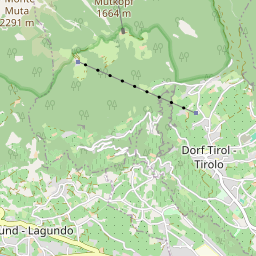 Monte
Muta
2291 m
Mutkopf
1664 m
Dorf Tirol -
Tirolo
und - Lagundo